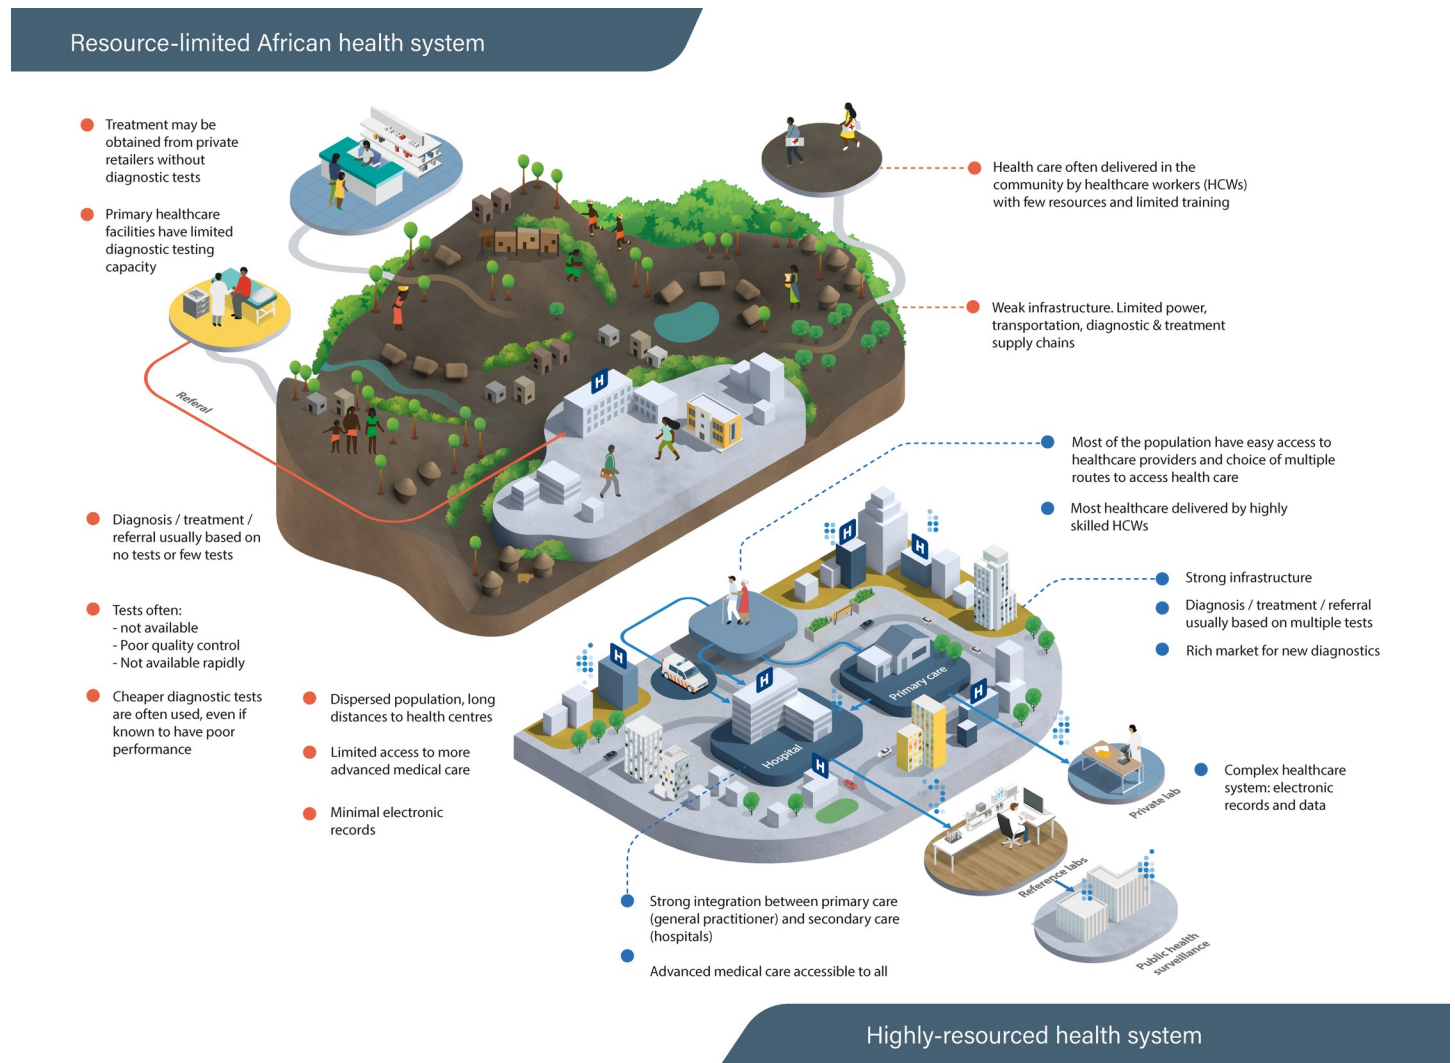 Resource-limited African health system
Treatment may be
obtained from private
retailers without
diagnostic tests
Primary healthcare
facilities have limited
diagnostic testing
capacity
Health care often delivered in the
community by healthcare workers (HCWs)
with few resources and limited training
Weak infrastructure. Limited power,
transportation, diagnostic & treatment
supply chains
Referal
H
Diagnosis / treatment /
referral usually based on
no tests or few tests
Tests often:
- not available
- Poor quality control
- Not available rapidly
Cheaper diagnostic tests
are often used, even if
known to have poor
performance
Dispersed population, long
distances to health centres
Limited access to more
advanced medical care
Minimal electronic
records
Most of the population have easy access to
healthcare providers and choice of multiple
routes to access health care
Most healthcare delivered by highly
skilled HCWs
Strong infrastructure
Diagnosis / treatment / referral
usually based on multiple tests
Rich market for new diagnostics
H
H
H
H
H
H
Primary care
Hospital
Private lab
Complex healthcare
system: electronic
records and data
Reference labs
Public health
surveillance
Strong integration between primary care
(general practitioner) and secondary care
(hospitals)
Advanced medical care accessible to all
Highly-resourced health system